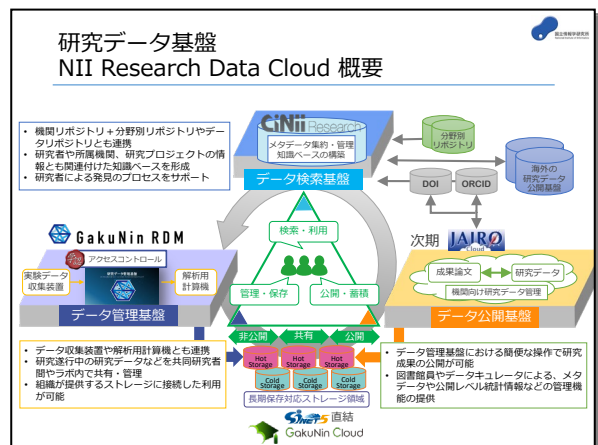 研究データ基盤
NII Research Data Cloud 概要
国立情報学研究所
• 機関リポジトリ＋分野別リポジトリやデー
タリポジトリとも連携
• 研究者や所属機関、研究プロジェクトの情
報とも関連付けた知識ベースを形成
• 研究者による発見のプロセスをサポート
CiNii Research
メタデータ集約・管理
知識ベースの構築
データ検索基盤
分野別
リポジトリ
海外の
研究データ
公開基盤
DOI
ORCID
GakuNin RDM
アクセスコントロール
実験データ
収集装置
解析用
計算機
データ管理基盤
検索・利用
管理・保存
公開・蓄積
次期 JAIRO
Cloud
成果論文
研究データ
機関向け研究データ管理
データ公開基盤
非公開
共有
公開
• データ収集装置や解析用計算機とも連携
• 研究遂行中の研究データなどを共同研究者
間やラボ内で共有・管理
• 組織が提供するストレージに接続した利用
が可能
Hot
Storage
Hot
Storage
Hot
Storage
Cold
Storage
Cold
Storage
Cold
Storage
長期保存対応ストレージ領域
SINET5 直結
GakuNin Cloud
• データ管理基盤における簡便な操作で研究
成果の公開が可能
• 図書館員やデータキュレータによる、メタ
データや公開レベル統計情報などの管理機
能の提供